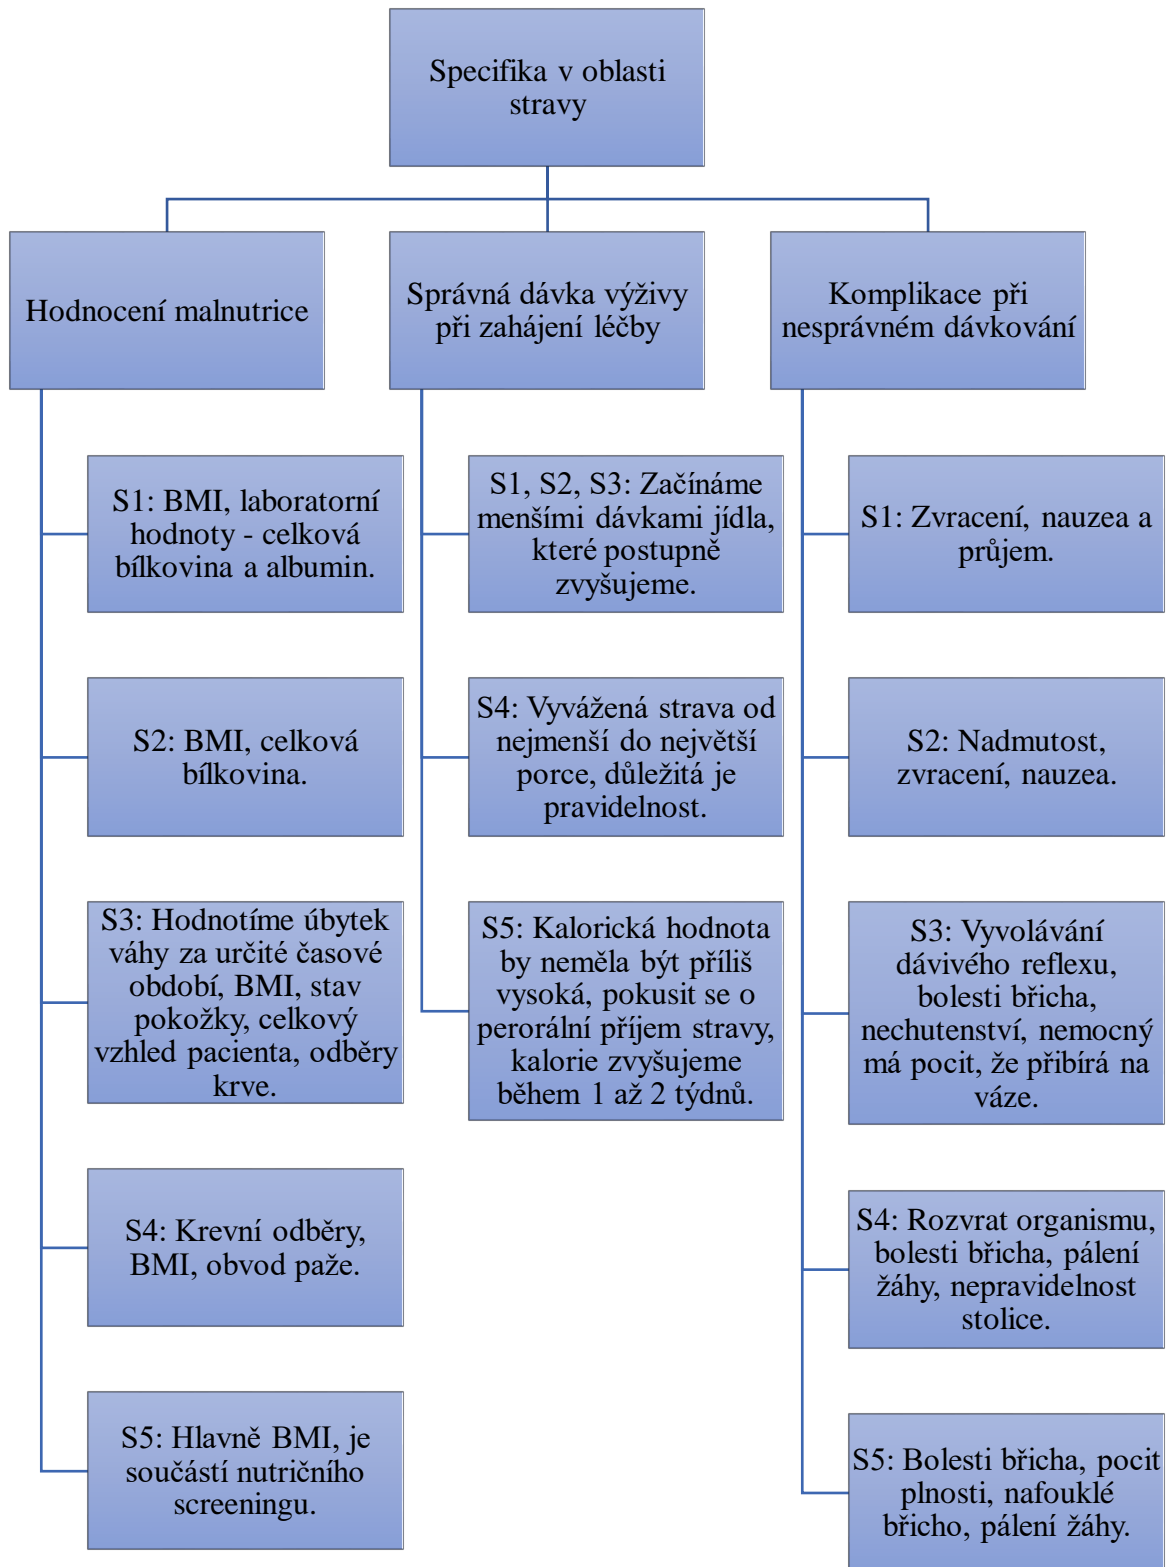 Specifika v oblasti
stravy
Hodnocení malnutrice
S1: BMI, laboratorní
hodnoty - celková
bílkovina a albumin.
S2: BMI, celková
bílkovina.
S3: Hodnotíme úbytek
váhy za určité časové
období, BMI, stav
pokožky, celkový
vzhled pacienta, odběry
krve.
S4: Krevní odběry,
BMI, obvod paže.
S5: Hlavně BMI, je
součástí nutričního
screeningu.
Správná dávka výživy
při zahájení léčby
S1, S2, S3: Začínáme
menšími dávkami jídla,
které postupně
zvyšujeme.
S4: Vyvážená strava od
nejmenší do největší
porce, důležitá je
pravidelnost.
S5: Kalorická hodnota
by neměla být příliš
vysoká, pokusit se o
perorální příjem stravy,
kalorie zvyšujeme
během 1 až 2 týdnů.
Komplikace při
nesprávném dávkování
S1: Zvracení, nauzea a
průjem.
S2: Nadmutost,
zvracení, nauzea.
S3: Vyvolávání
dávivého reflexu,
bolesti břicha,
nechutenství, nemocný
má pocit, že přibírá na
váze.
S4: Rozvrat organismu,
bolesti břicha, pálení
žáhy, nepravidelnost
stolice.
S5: Bolesti břicha, pocit
plnosti, nafouklé
břicho, pálení žáhy.